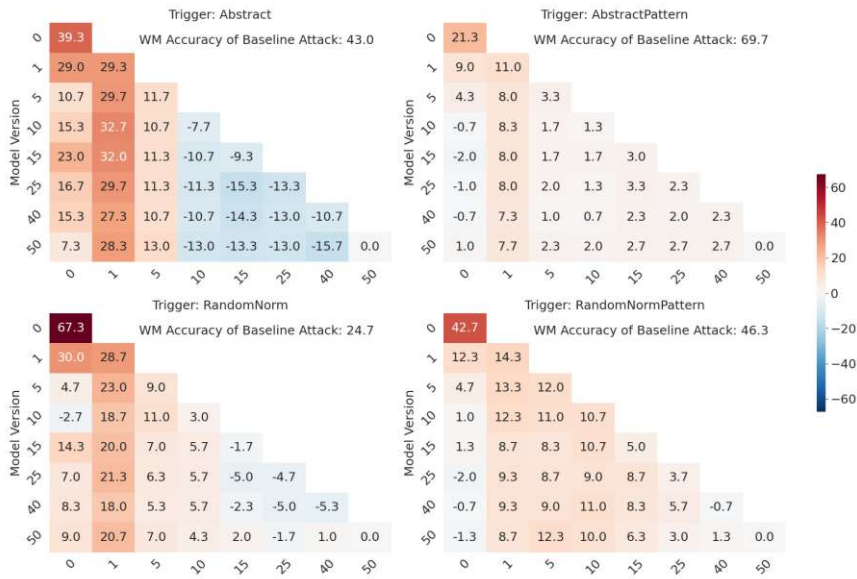 Trigger: Abstract
WM Accuracy of Baseline Attack: 43.0
Model Version
0 39.3
1 29.0 29.3
5 10.7 29.7 11.7
10 15.3 32.7 10.7 -7.7
15 23.0 32.0 11.3 -10.7 -9.3
25 16.7 29.7 11.3 -11.3 -15.3 -13.3
40 15.3 27.3 10.7 -10.7 -14.3 -13.0 -10.7
50 7.3 28.3 13.0 -13.0 -13.3 -13.0 -15.7 0.0
0 1 5 10 15 25 40 50
Trigger: AbstractPattern
WM Accuracy of Baseline Attack: 69.7
Model Version
0 21.3
1 9.0 11.0
5 4.3 8.0 3.3
10 -0.7 8.3 1.7 1.3
15 -2.0 8.0 1.7 1.7 3.0
25 -1.0 8.0 2.0 1.3 3.3 2.3
40 -0.7 7.3 1.0 0.7 2.3 2.0 2.3
50 1.0 7.7 2.3 2.0 2.7 2.7 2.7 0.0
0 1 5 10 15 25 40 50
Trigger: RandomNorm
WM Accuracy of Baseline Attack: 24.7
Model Version
0 67.3
1 30.0 28.7
5 4.7 23.0 9.0
10 -2.7 18.7 11.0 3.0
15 14.3 20.0 7.0 5.7 -1.7
25 7.0 21.3 6.3 5.7 -5.0 -4.7
40 8.3 18.0 5.3 5.7 -2.3 -5.0 -5.3
50 9.0 20.7 7.0 4.3 2.0 -1.7 1.0 0.0
0 1 5 10 15 25 40 50
Trigger: RandomNormPattern
WM Accuracy of Baseline Attack: 46.3
Model Version
0 42.7
1 12.3 14.3
5 4.7 13.3 12.0
10 1.0 12.3 11.0 10.7
15 1.3 8.7 8.3 10.7 5.0
25 -2.0 9.3 8.7 9.0 8.7 3.7
40 -0.7 9.3 9.0 11.0 8.3 5.7 -0.7
50 -1.3 8.7 12.3 10.0 6.3 3.0 1.3 0.0
0 1 5 10 15 25 40 50
60
40
20
0
−20
−40
−60